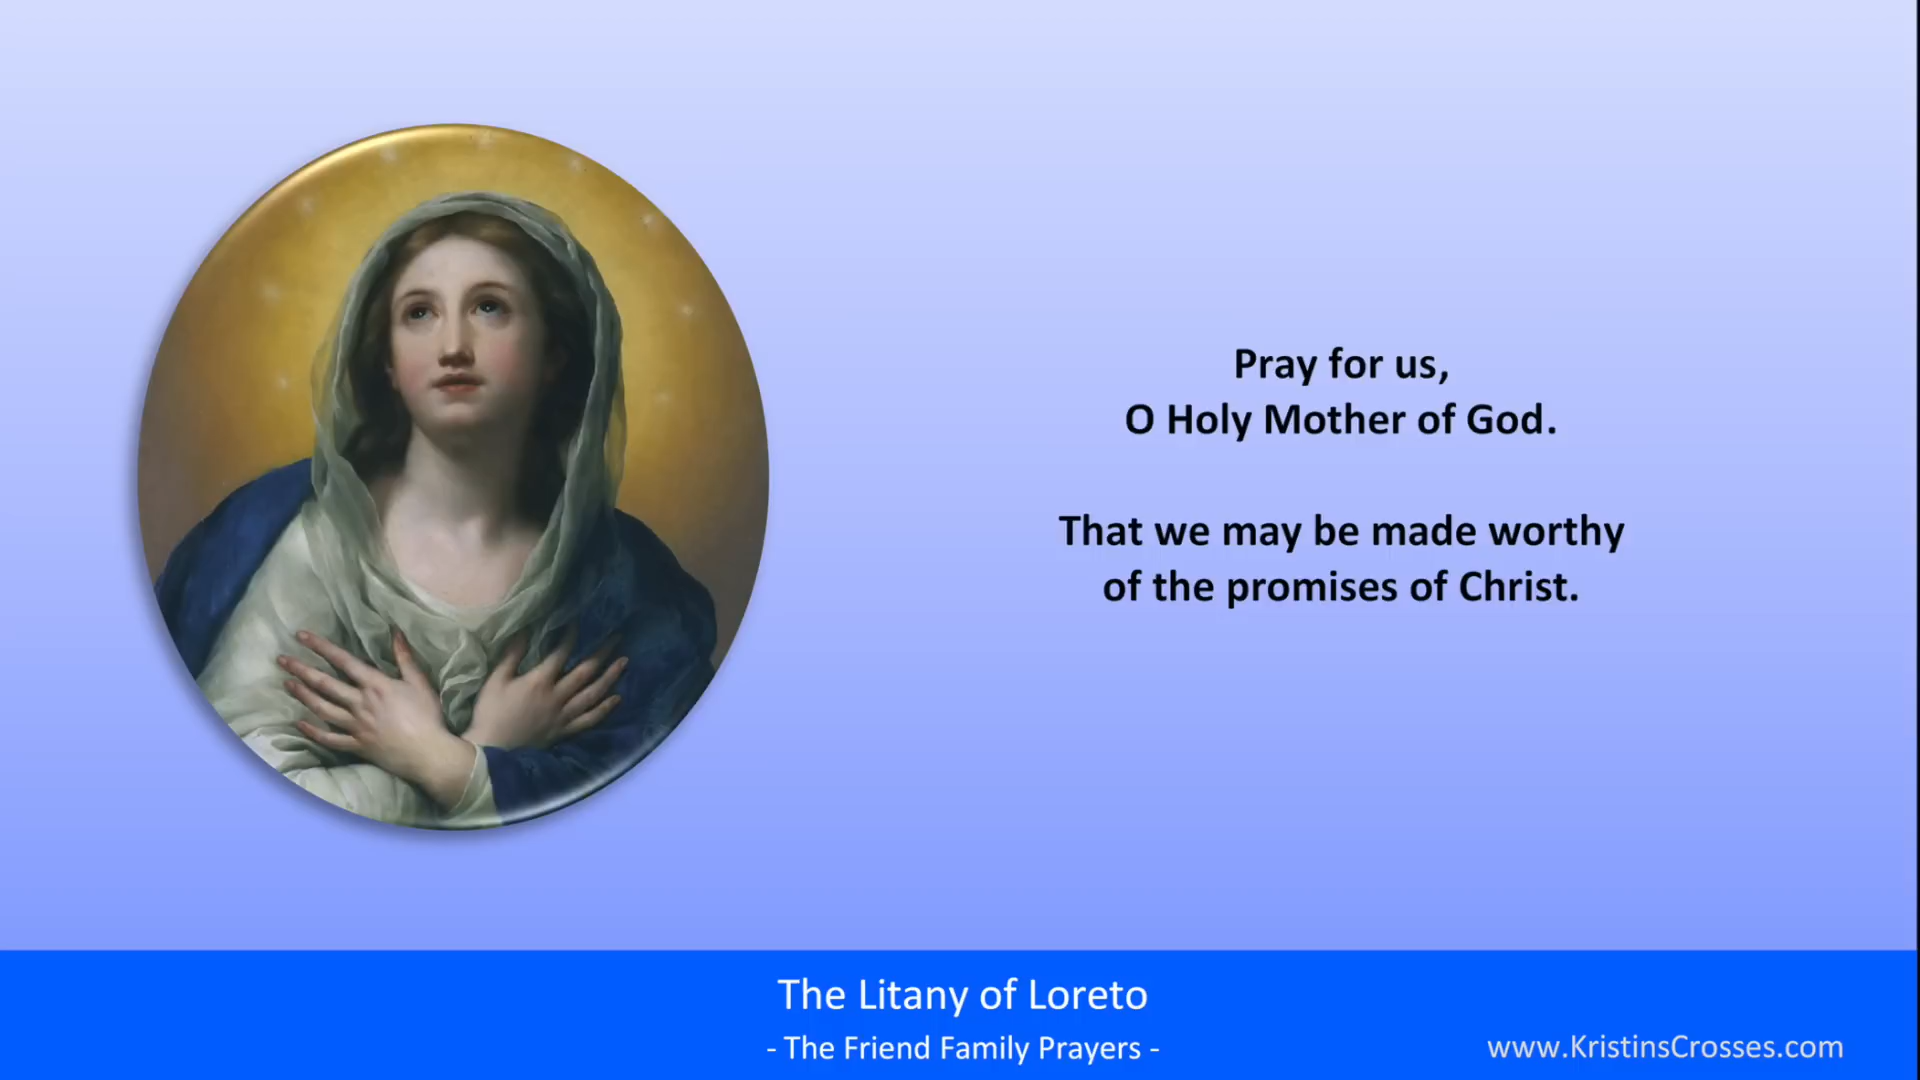 Pray for us,
O Holy Mother of God.
That we may be made worthy
of the promises of Christ.
The Litany of Loreto
- The Friend Family Prayers -
www.KristinsCrosses.com